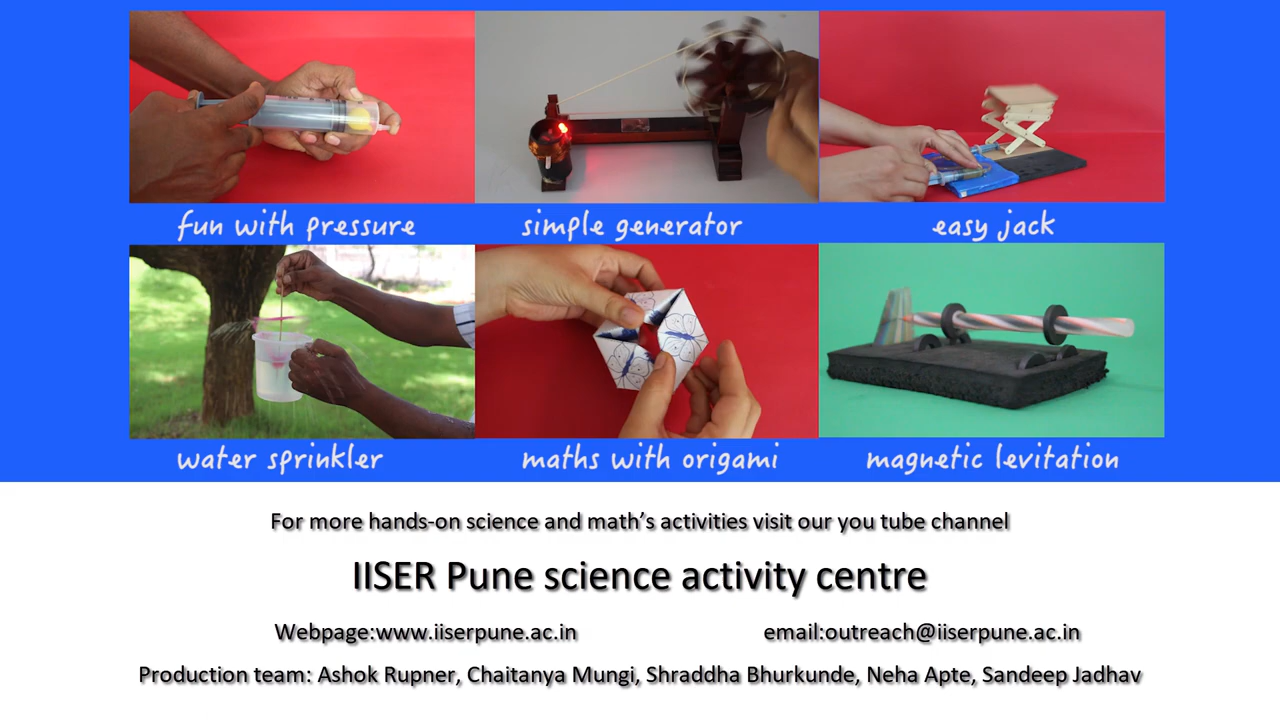 fun with pressure
simple generator
easy jack
water sprinkler
maths with origami
magnetic levitation
For more hands-on science and math’s activities visit our you tube channel
IISER Pune science activity centre
Webpage:www.iiserpune.ac.in
email:outreach@iiserpune.ac.in
Production team: Ashok Rupner, Chaitanya Mungi, Shraddha Bhurkunde, Neha Apte, Sandeep Jadhav